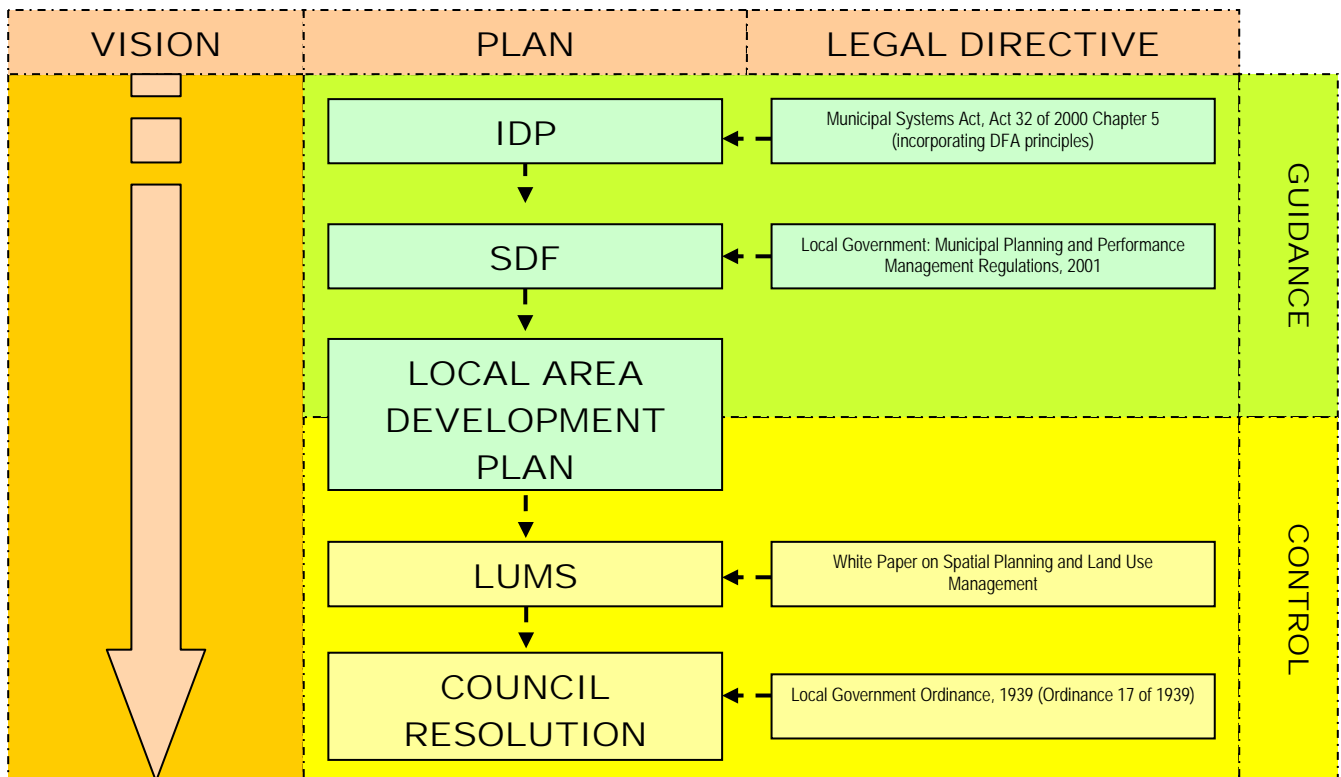 VISION
PLAN
LEGAL DIRECTIVE
IDP
Municipal Systems Act, Act 32 of 2000 Chapter 5
(incorporating DFA principles)
SDF
Local Government: Municipal Planning and Performance
Management Regulations, 2001
GUIDANCE
LOCAL AREA
DEVELOPMENT
PLAN
LUMS
White Paper on Spatial Planning and Land Use
Management
CONTROL
COUNCIL
RESOLUTION
Local Government Ordinance, 1939 (Ordinance 17 of 1939)